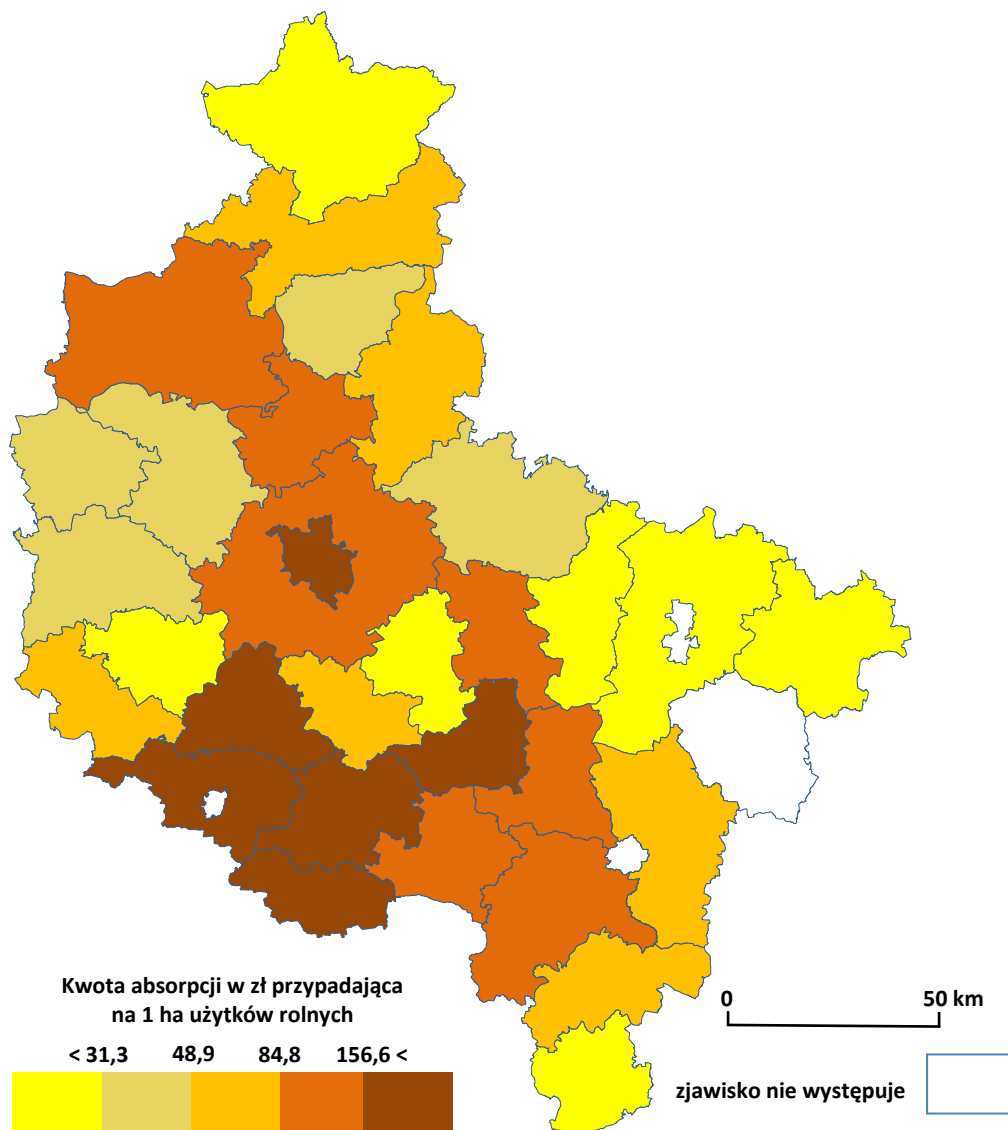 Kwota absorpcji w zł przypadająca
na 1 ha użytków rolnych
< 31,3 48,9 84,8 156,6 <
0 50 km
zjawisko nie występuje